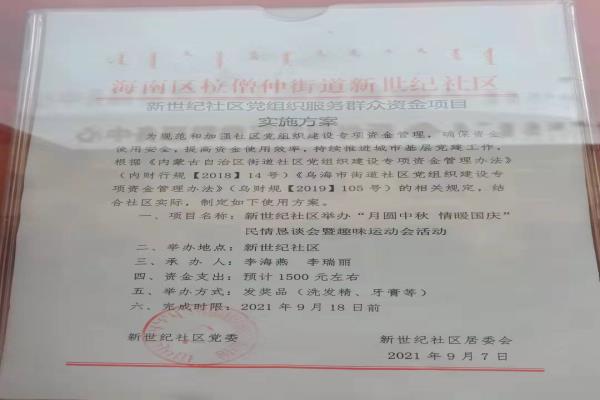 海南区拉僧仲街道新世纪社区
新世纪社区党组织服务群众资金项目
实施方案
为规范和加强社区党组织建设专项资金管理，确保资金
使用安全，提高资金使用效率，持续推进城市基层党建工作，
根据《内蒙古自治区街道社区党组织建设专项资金管理办法》
（内财行规【2018】14号）《乌海市街道社区党组织建设专
项资金管理办法》（乌财规【2019】105号）的相关规定，结
合社区实际，制定如下使用方案。
一、项目名称：新世纪社区举办“月圆中秋 情暖国庆”
民情恳谈会暨趣味运动会活动
二、举办地点：新世纪社区
三、承 办 人：李海燕 李瑞丽
四、资金支出：预计1500元左右
五、举办方式：发奖品（洗发精、牙膏等）
六、完成时限：2021年9月18日前
新世纪社区党委
新世纪社区居委会
2021年9月7日